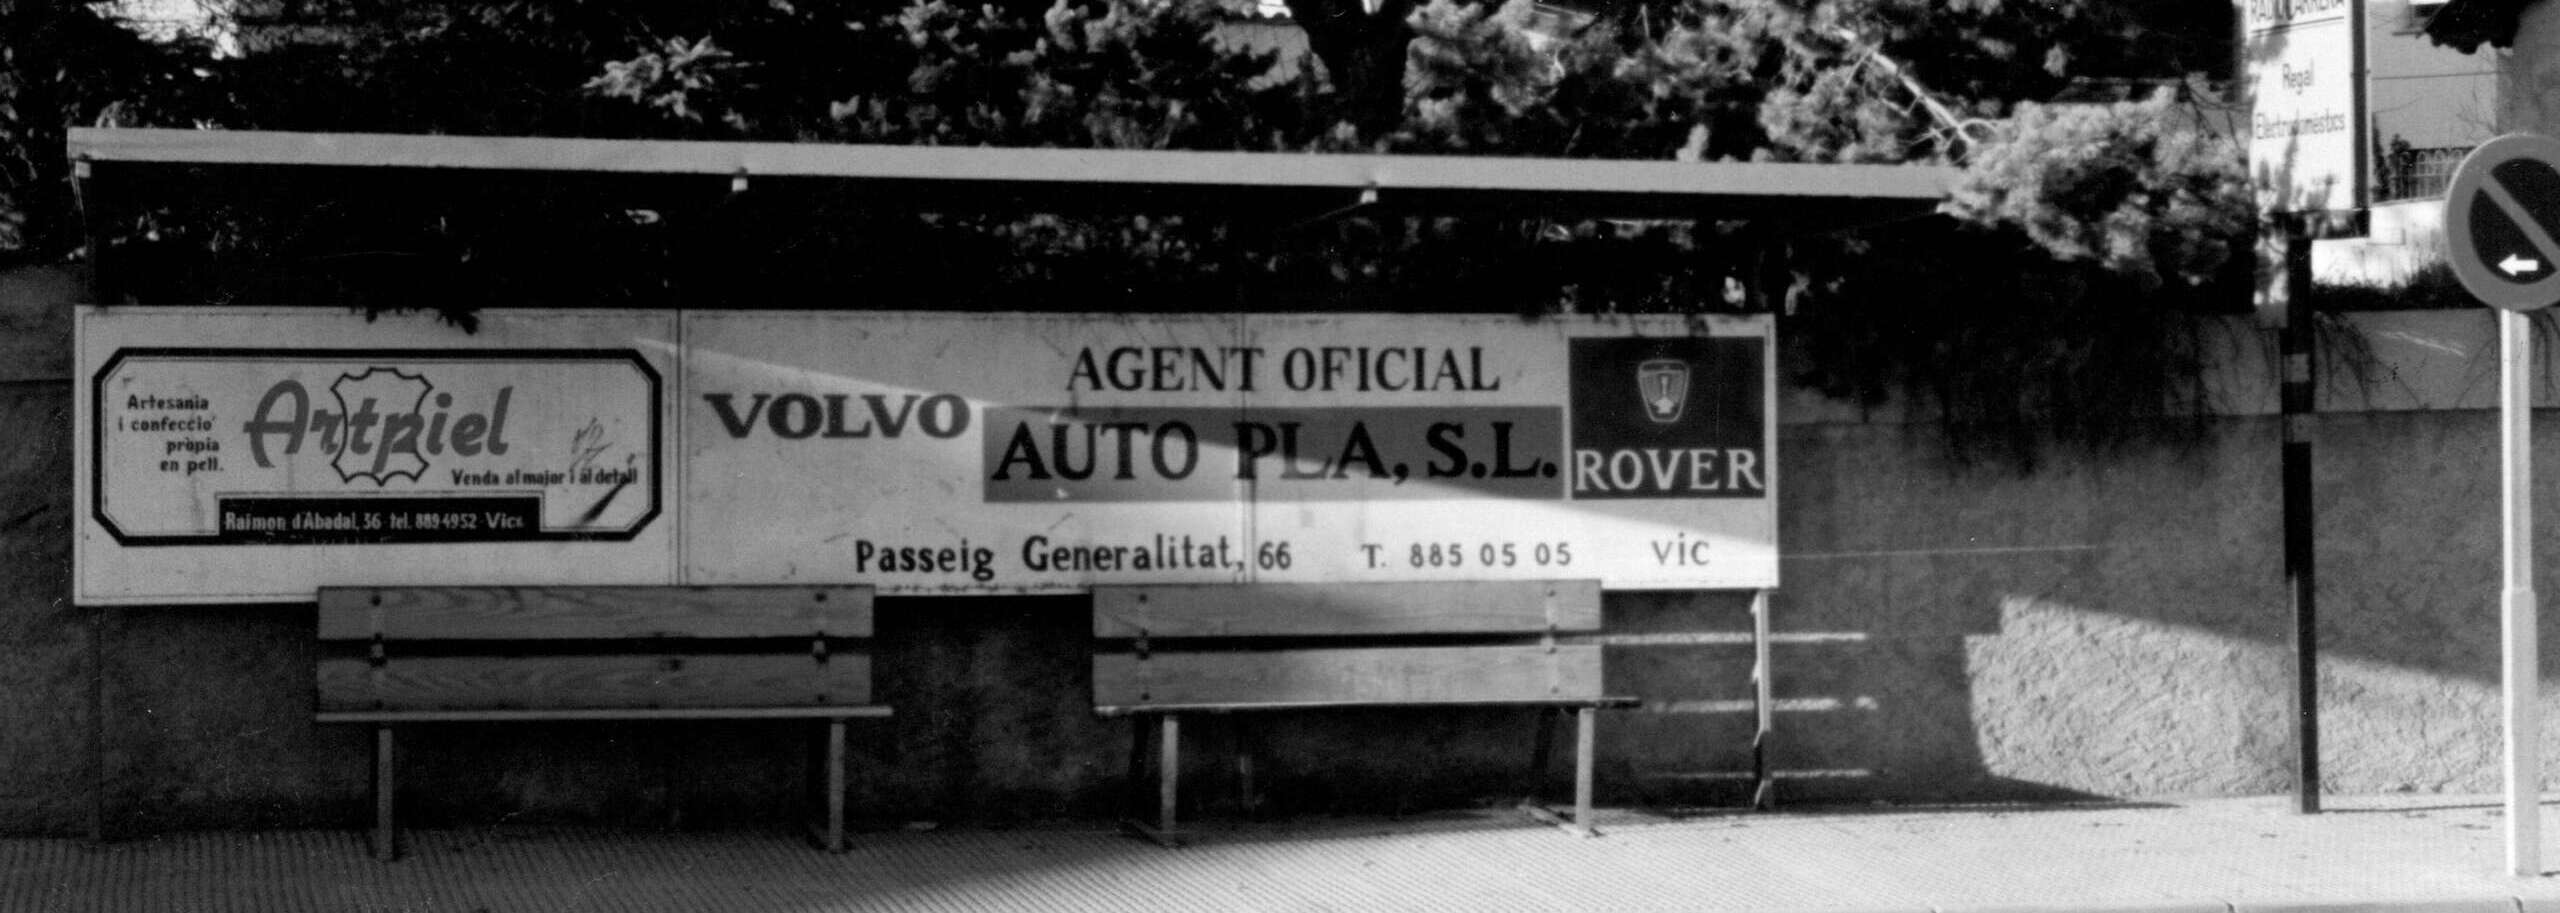 Artesania
i confecció
pròpia
en pell.
Artpiel
Venda al major i al detall
Raimon d'Abadal, 36 tel. 889 4952 - Vic
VOLVO
AGENT OFICIAL
AUTO PLA, S.L.
ROVER
Passeig Generalitat, 66 T. 885 05 05 Vic
Regal
Electrodomèstics